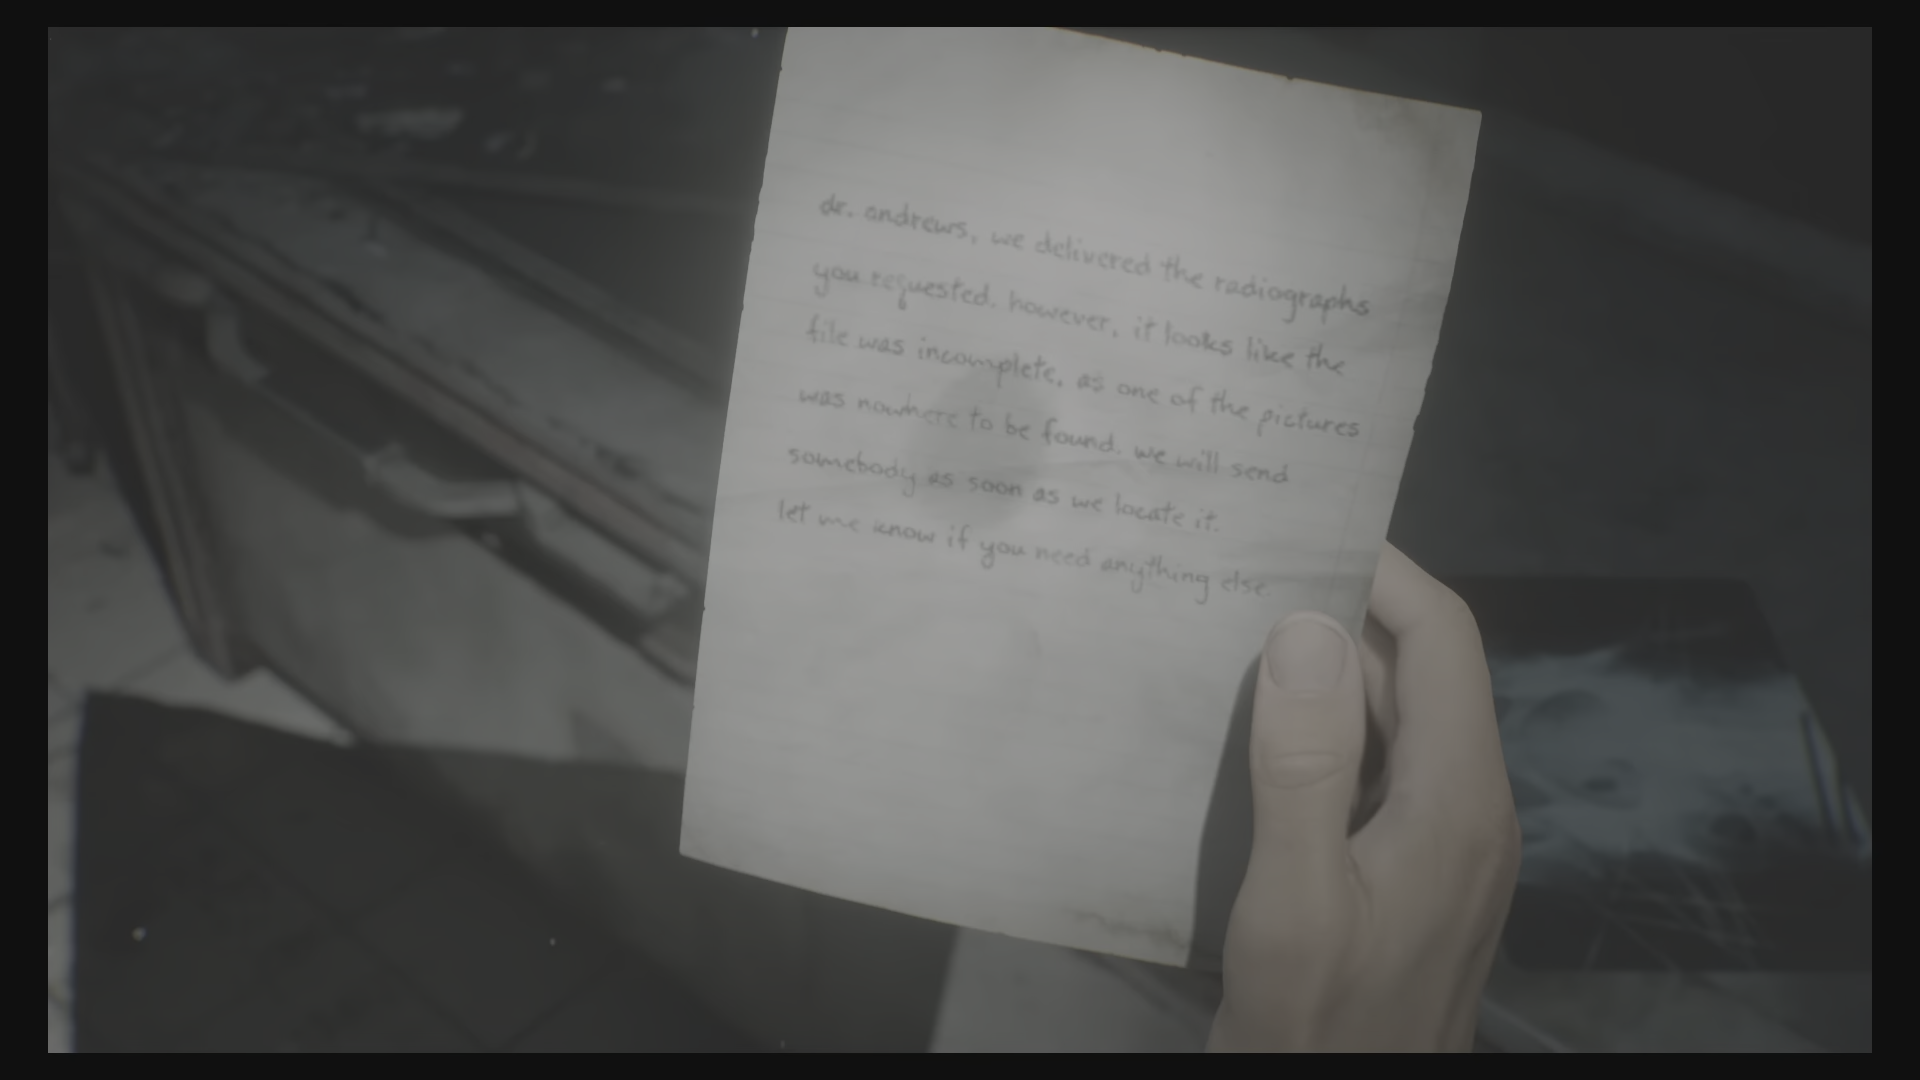 dr. andrews, we delivered the radiographs
you requested. however, it looks like the
file was incomplete, as one of the pictures
was nowhere to be found. we will send
somebody as soon as we locate it.
let me know if you need anything else.